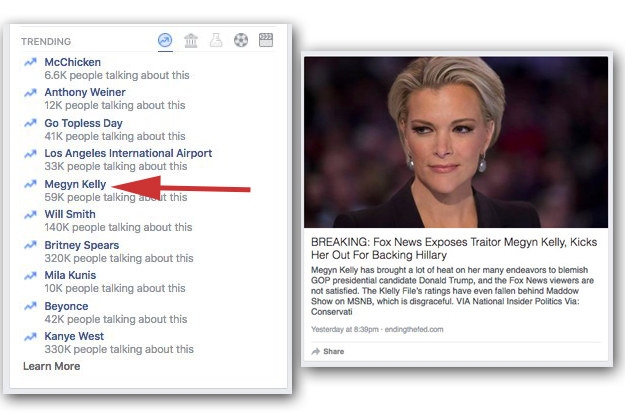 TRENDING
McChicken
6.6K people talking about this
Anthony Weiner
12K people talking about this
Go Topless Day
41K people talking about this
Los Angeles International Airport
33K people talking about this
Megyn Kelly
59K people talking about this
Will Smith
140K people talking about this
Britney Spears
320K people talking about this
Mila Kunis
10K people talking about this
Beyonce
42K people talking about this
Kanye West
330K people talking about this
Learn More
BREAKING: Fox News Exposes Traitor Megyn Kelly, Kicks
Her Out For Backing Hillary
Megyn Kelly has brought a lot of heat on her many endeavors to blemish
GOP presidential candidate Donald Trump, and the Fox News viewers are
not satisfied. The Klelly File's ratings have even fallen behind Maddow
Show on MSNB, which is disgraceful. VIA National Insider Politics Via:
Conservati
Yesterday at 8:39pm · endingthefed.com
Share